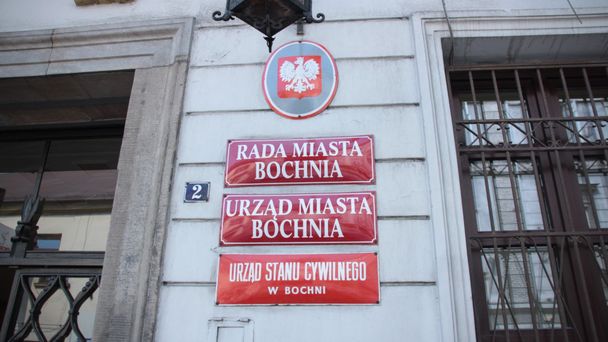 RADA MIASTA
BOCHNIA
2
URZĄD MIASTA
BOCHNIA
URZĄD STANU CYWILNEGO
W BOCHNI